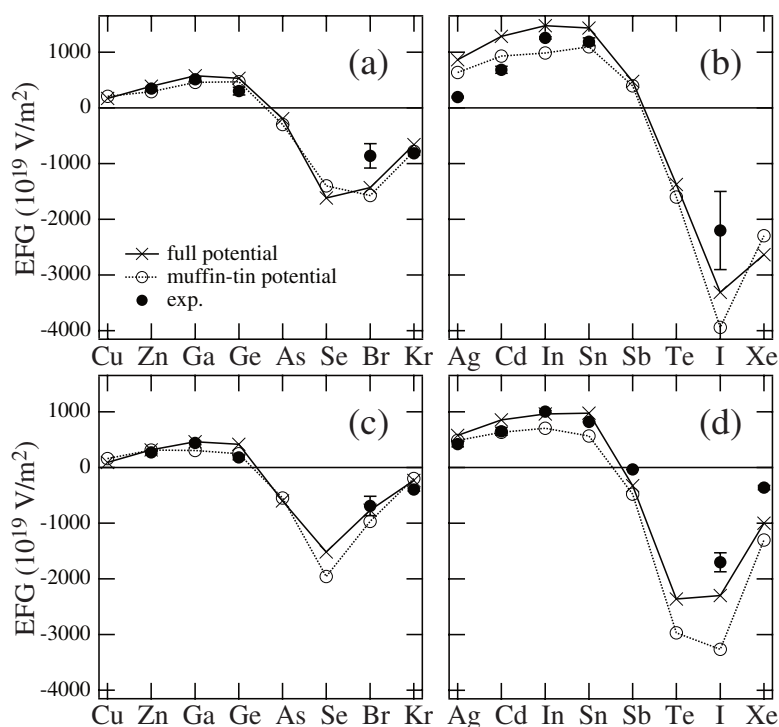 (a)
(b)
EFG (10¹⁹ V/m²)
1000
0
-1000
-2000
-3000
-4000
full potential
muffin-tin potential
exp.
Cu Zn Ga Ge As Se Br Kr
Ag Cd In Sn Sb Te I Xe
(c)
(d)
EFG (10¹⁹ V/m²)
1000
0
-1000
-2000
-3000
-4000
Cu Zn Ga Ge As Se Br Kr
Ag Cd In Sn Sb Te I Xe